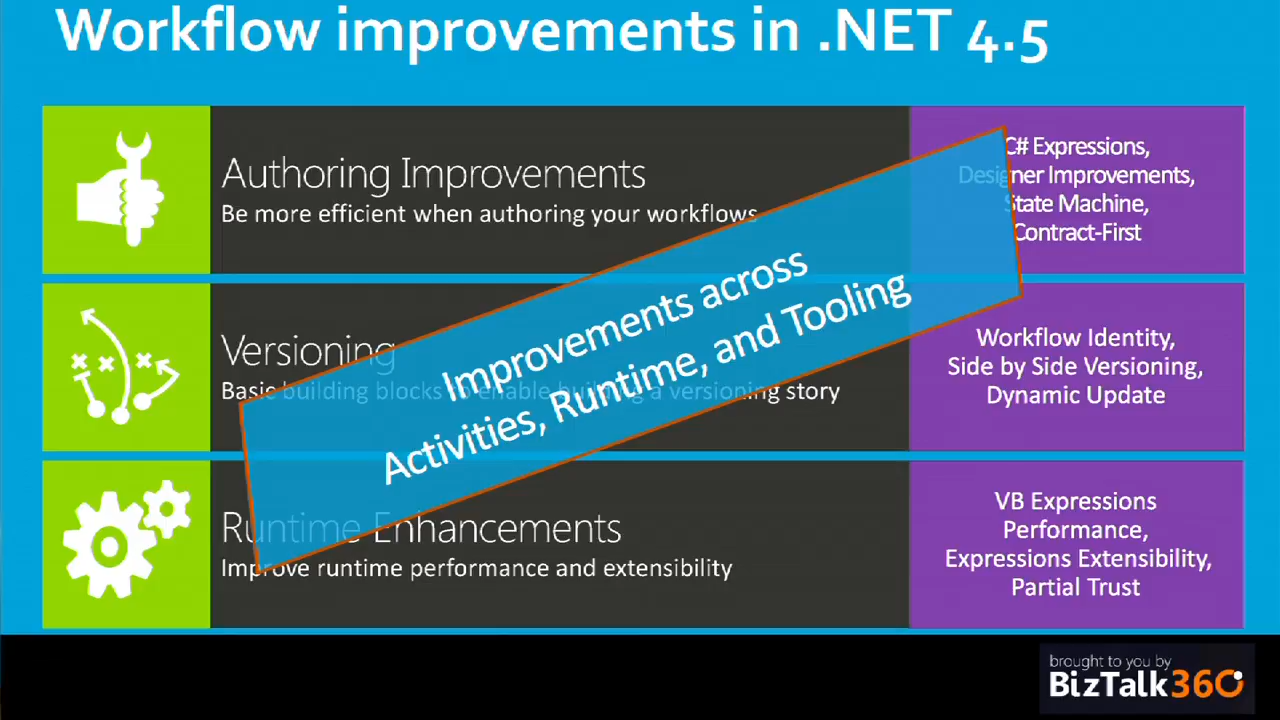 Workflow improvements in .NET 4.5
Authoring Improvements
Be more efficient when authoring your workflows
C# Expressions,
Designer Improvements,
State Machine,
Contract-First
Improvements across
Activities, Runtime, and Tooling
Versioning
Basic building blocks to enable building a versioning story
Workflow Identity,
Side by Side Versioning,
Dynamic Update
Runtime Enhancements
Improve runtime performance and extensibility
VB Expressions
Performance,
Expressions Extensibility,
Partial Trust
brought to you by
BizTalk360